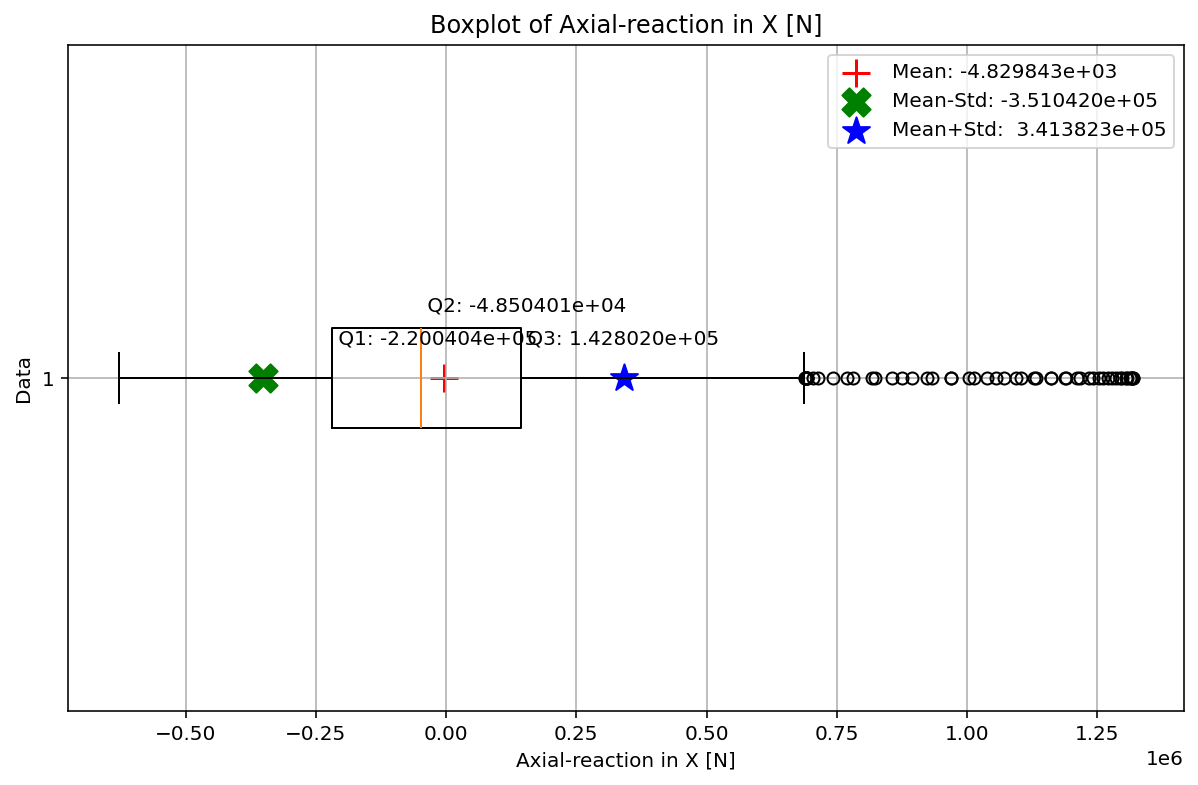 Boxplot of Axial-reaction in X [N]
Mean: -4.829843e+03
Mean-Std: -3.510420e+05
Mean+Std:  3.413823e+05
Q2: -4.850401e+04
Q1: -2.200404e+05
Q3: 1.428020e+05
Data
1
−0.50 −0.25 0.00 0.25 0.50 0.75 1.00 1.25
1e6
Axial-reaction in X [N]